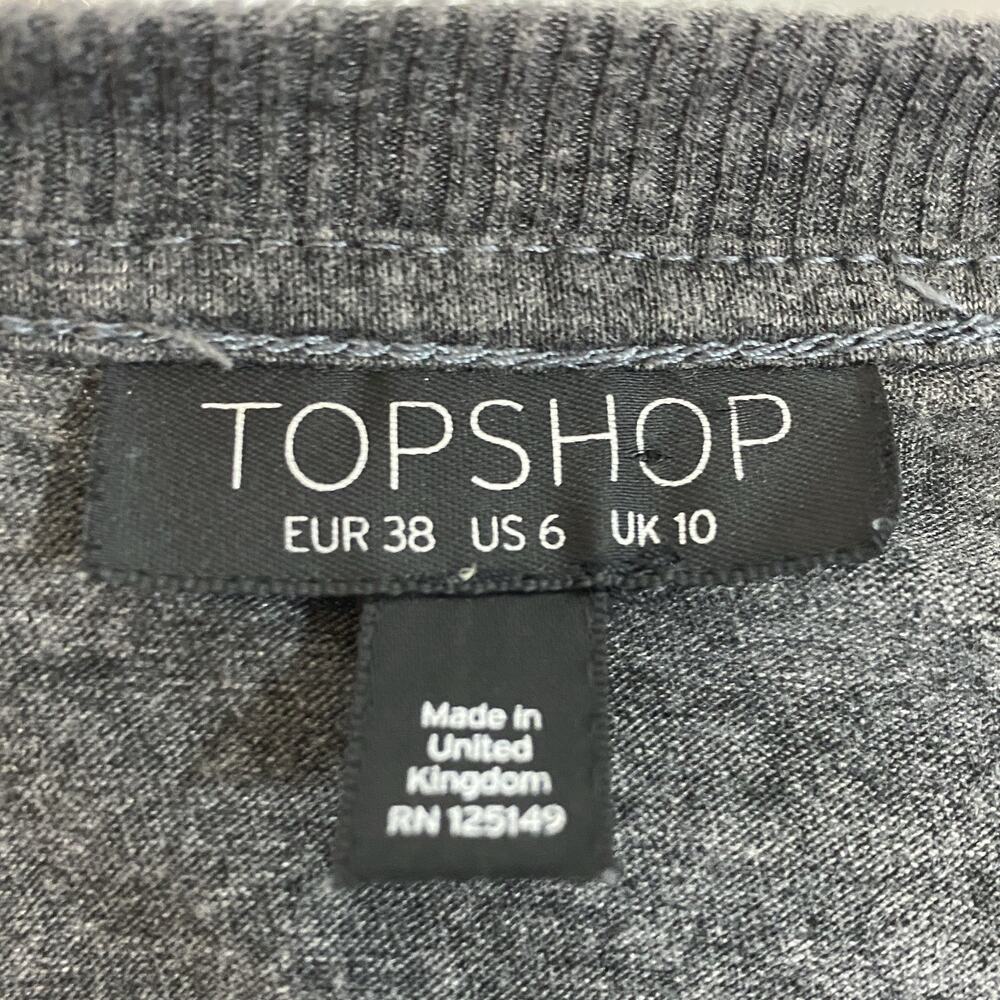 TOPSHOP
EUR 38 US 6 UK 10
Made in
United
Kingdom
RN 125149